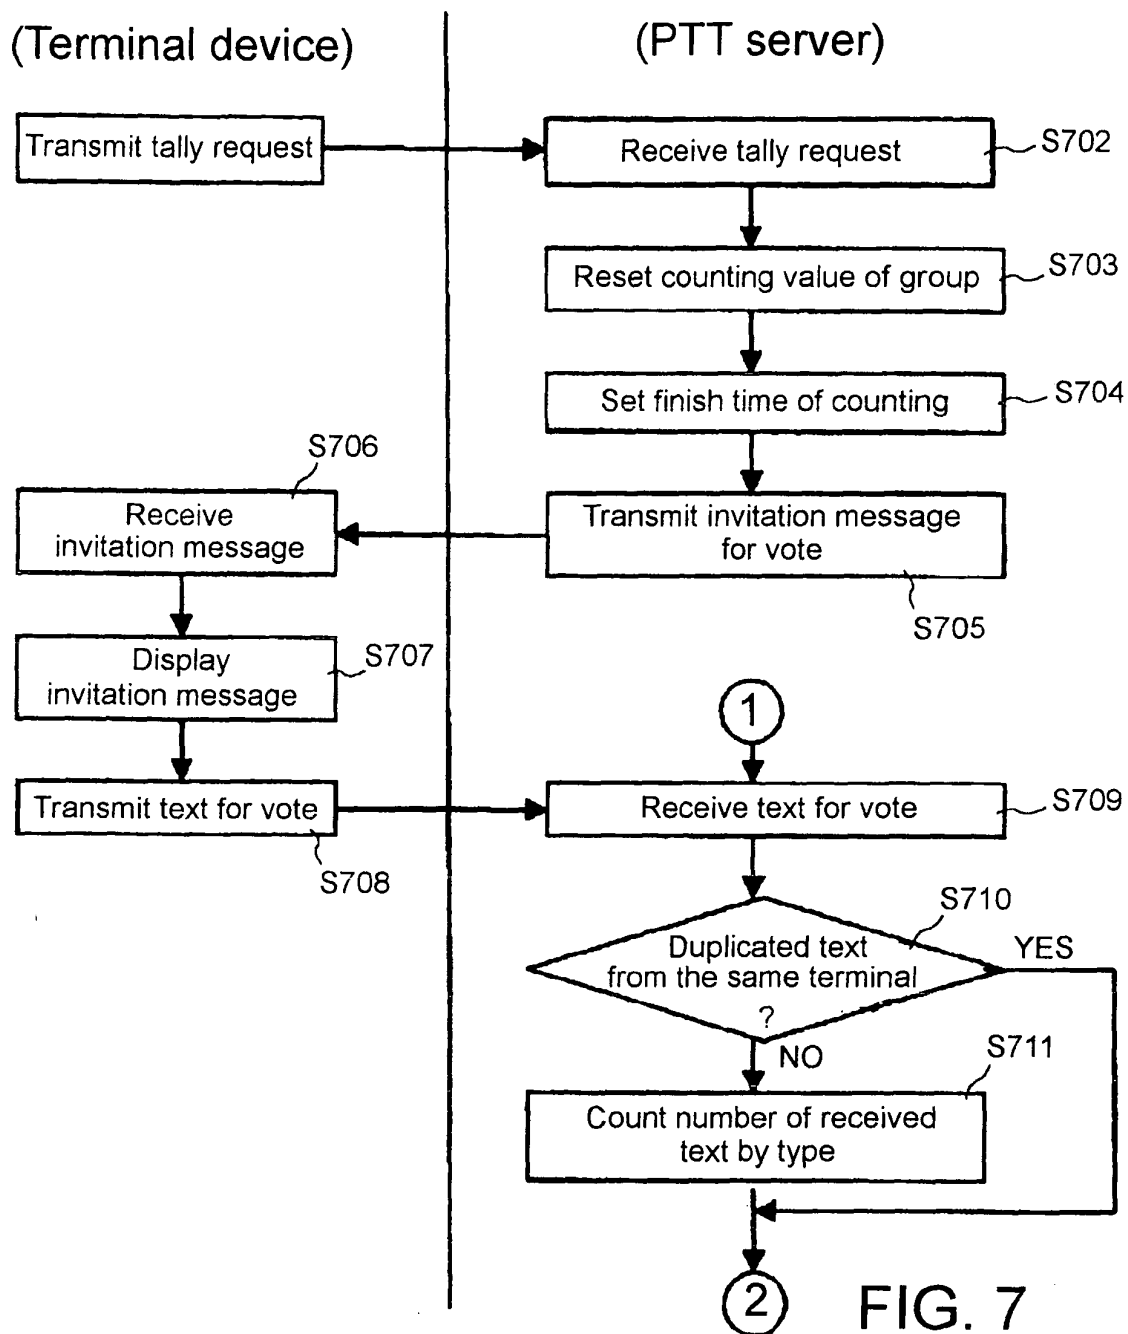 (Terminal device)
(PTT server)
Transmit tally request
Receive tally request
S702
Reset counting value of group
S703
Set finish time of counting
S704
S706
Receive
invitation message
Transmit invitation message
for vote
S705
Display
invitation message
S707
1
Transmit text for vote
S708
Receive text for vote
S709
S710
Duplicated text
from the same terminal
?
YES
NO
S711
Count number of received
text by type
2
FIG. 7